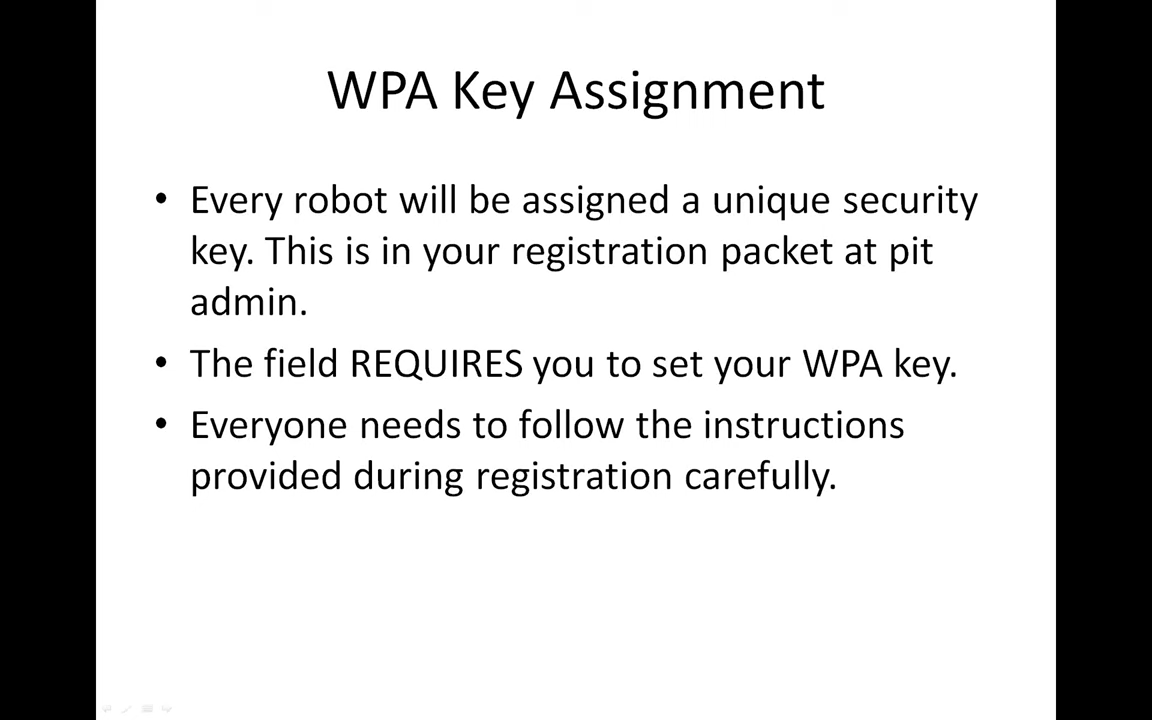 WPA Key Assignment
• Every robot will be assigned a unique security
key. This is in your registration packet at pit
admin.
• The field REQUIRES you to set your WPA key.
• Everyone needs to follow the instructions
provided during registration carefully.